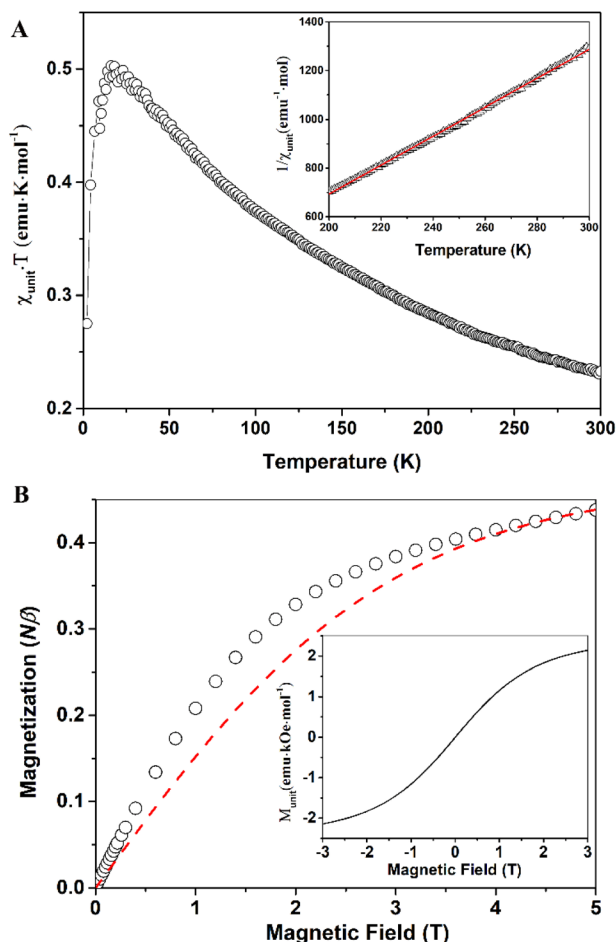 A
χunit·T (emu·K·mol-1)
0.5
0.4
0.3
0.2
0 50 100 150 200 250 300
Temperature (K)
1/χunit(emu-1·mol)
1400
1200
1000
800
600
200 220 240 260 280 300
Temperature (K)
B
Magnetization (Nβ)
0.4
0.3
0.2
0.1
0.0
0 1 2 3 4 5
Magnetic Field (T)
Munit(emu·kOe·mol-1)
2
1
0
-1
-2
-3 -2 -1 0 1 2 3
Magnetic Field (T)